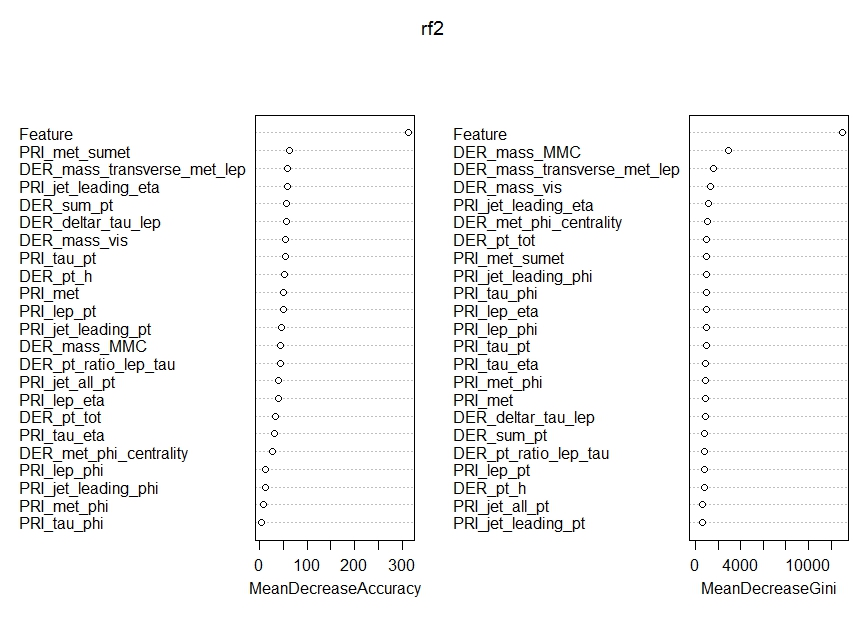 rf2
Feature
PRI_met_sumet
DER_mass_transverse_met_lep
PRI_jet_leading_eta
DER_sum_pt
DER_deltar_tau_lep
DER_mass_vis
PRI_tau_pt
DER_pt_h
PRI_met
PRI_lep_pt
PRI_jet_leading_pt
DER_mass_MMC
DER_pt_ratio_lep_tau
PRI_jet_all_pt
PRI_lep_eta
DER_pt_tot
PRI_tau_eta
DER_met_phi_centrality
PRI_lep_phi
PRI_jet_leading_phi
PRI_met_phi
PRI_tau_phi
0 100 200 300
MeanDecreaseAccuracy
Feature
DER_mass_MMC
DER_mass_transverse_met_lep
DER_mass_vis
PRI_jet_leading_eta
DER_met_phi_centrality
DER_pt_tot
PRI_met_sumet
PRI_jet_leading_phi
PRI_tau_phi
PRI_lep_eta
PRI_lep_phi
PRI_tau_pt
PRI_tau_eta
PRI_met_phi
PRI_met
DER_deltar_tau_lep
DER_sum_pt
DER_pt_ratio_lep_tau
PRI_lep_pt
DER_pt_h
PRI_jet_all_pt
PRI_jet_leading_pt
0 4000 10000
MeanDecreaseGini